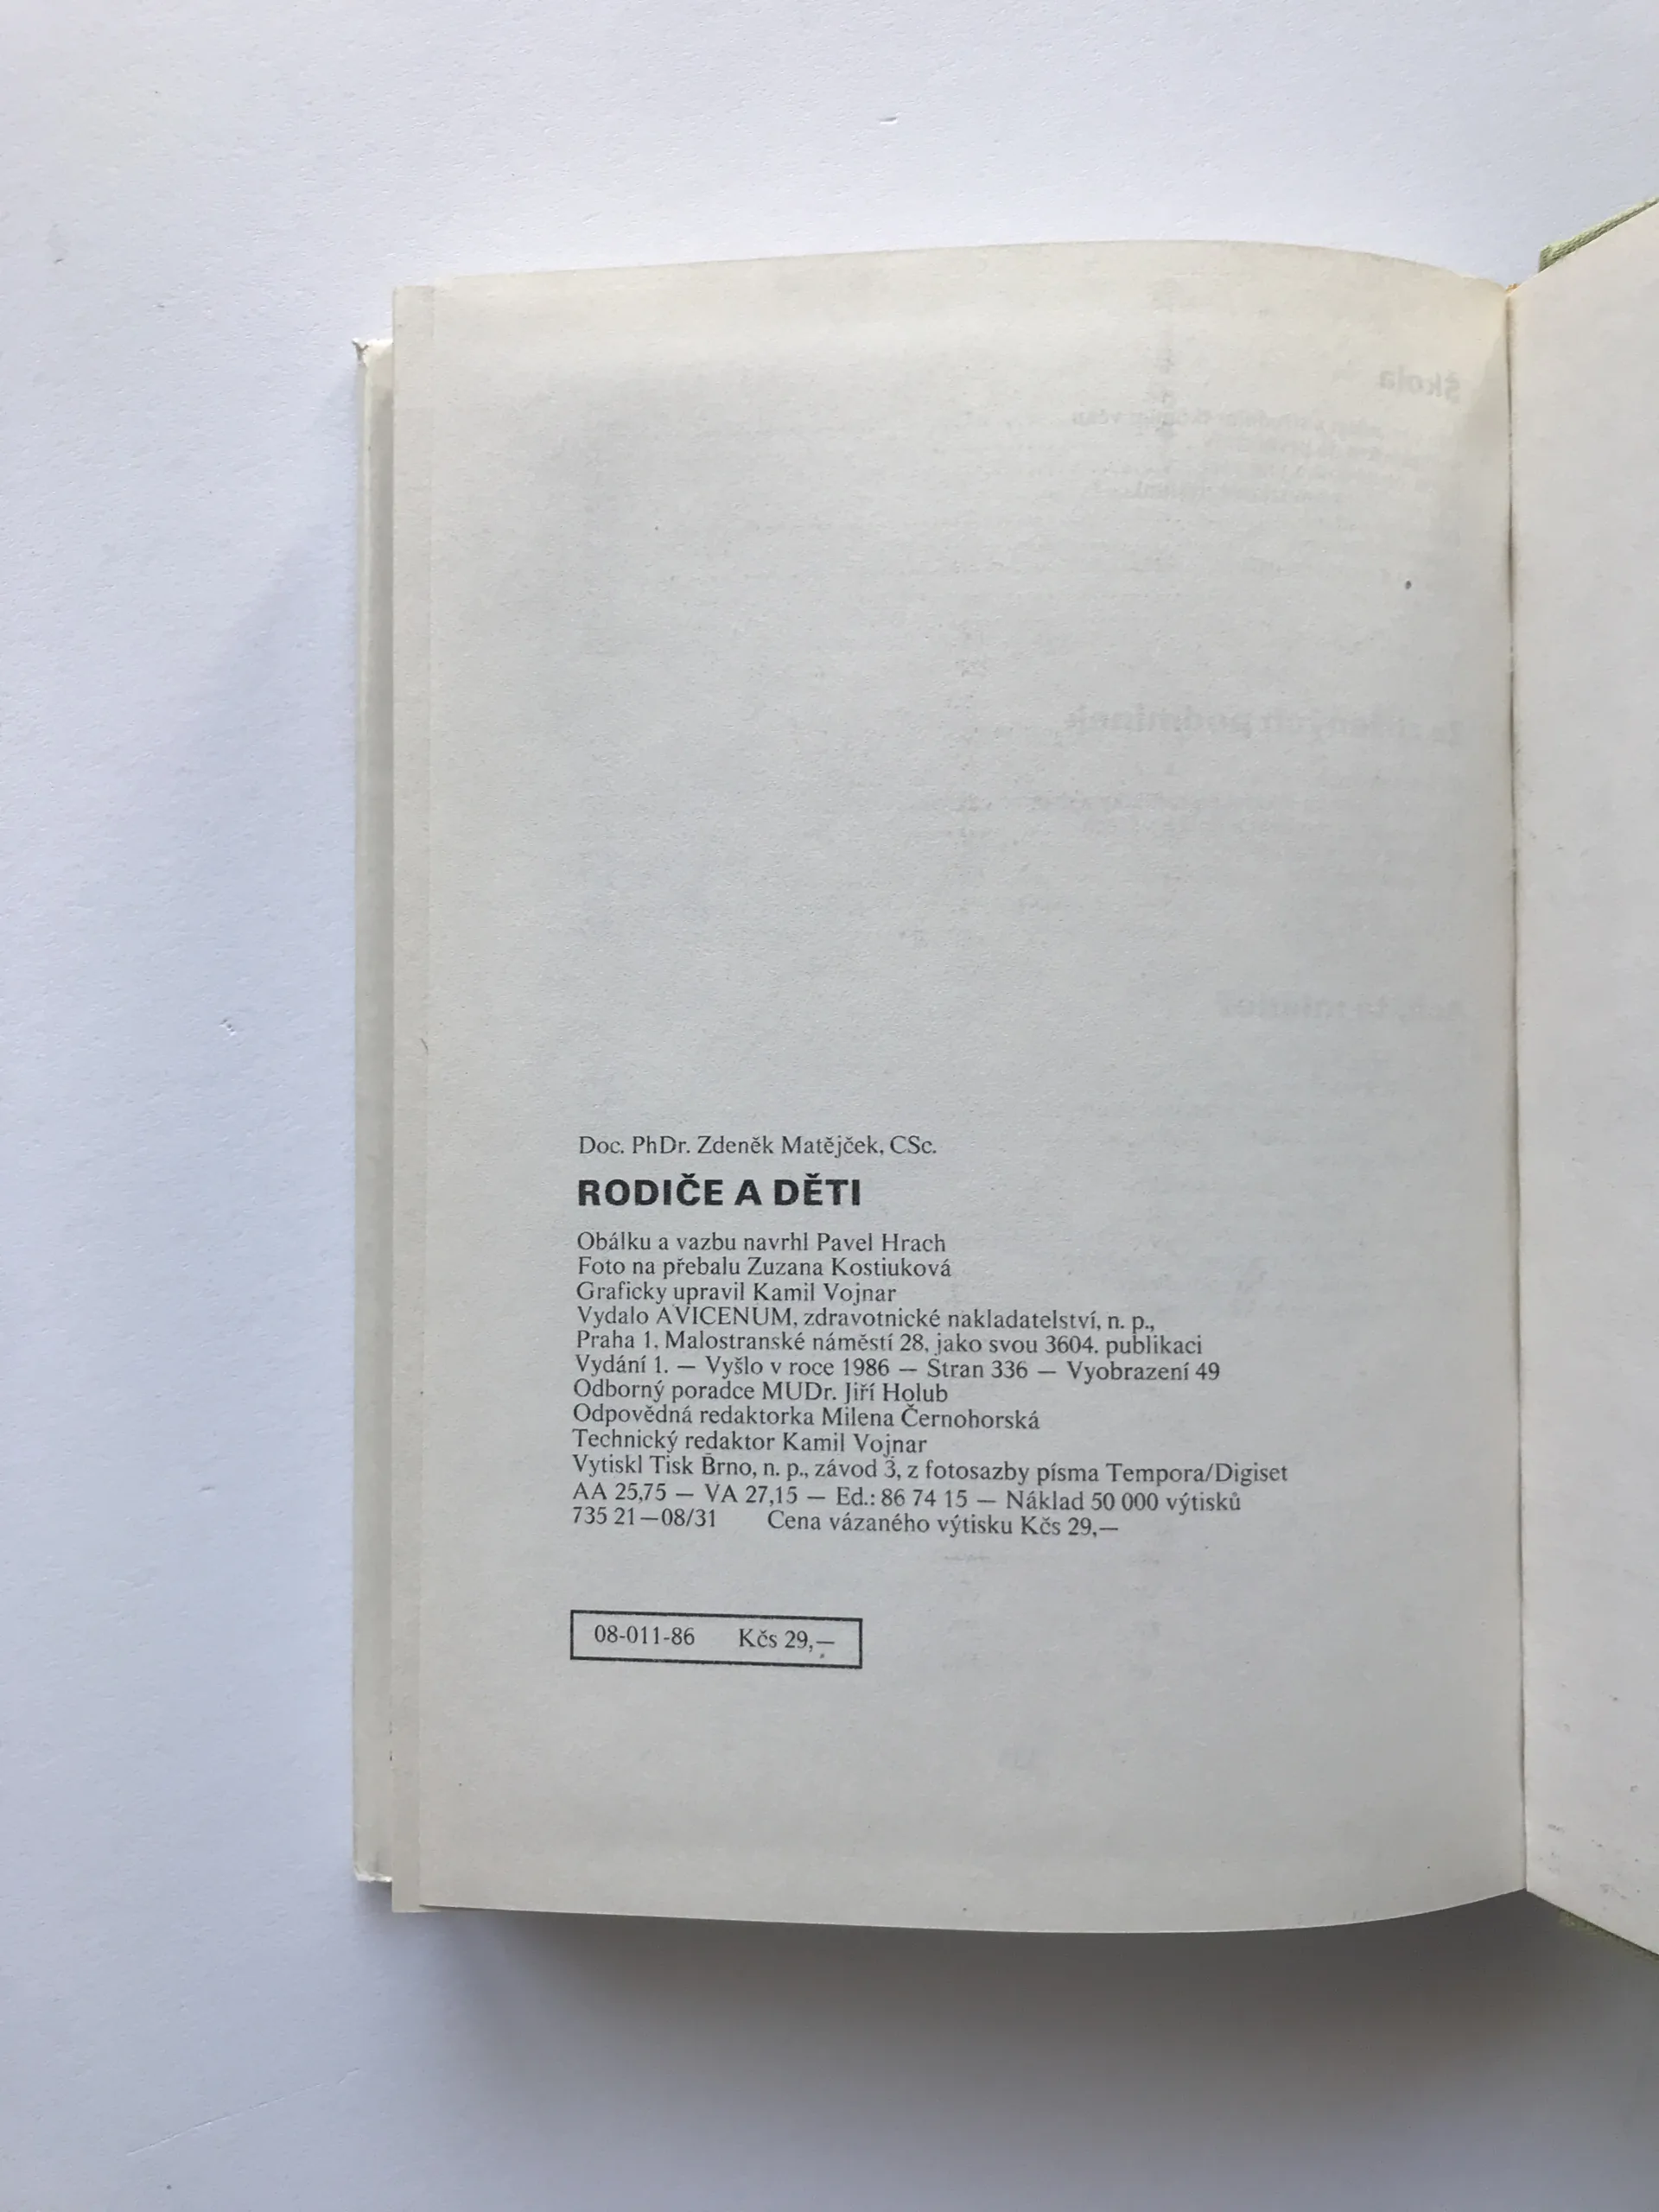 Doc. PhDr. Zdeněk Matějček, CSc.
RODIČE A DĚTI
Obálku a vazbu navrhl Pavel Hrach
Foto na přebalu Zuzana Kostiuková
Graficky upravil Kamil Vojnar
Vydalo AVICENUM, zdravotnické nakladatelství, n. p.,
Praha 1, Malostranské náměstí 28, jako svou 3604. publikaci
Vydání 1. — Vyšlo v roce 1986 — Stran 336 — Vyobrazení 49
Odborný poradce MUDr. Jiří Holub
Odpovědná redaktorka Milena Černohorská
Technický redaktor Kamil Vojnar
Vytiskl Tisk Brno, n. p., závod 3, z fotosazby písma Tempora/Digiset
AA 25,75 — VA 27,15 — Ed.: 86 74 15 — Náklad 50 000 výtisků
735 21—08/31 Cena vázaného výtisku Kčs 29,—
08-011-86 Kčs 29,—